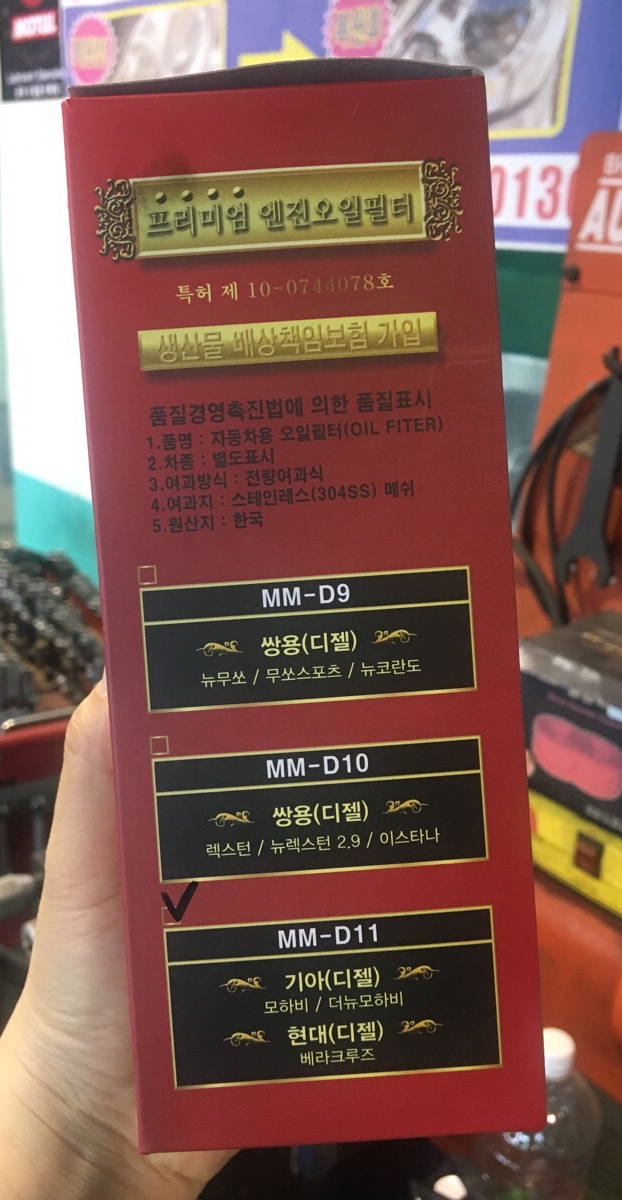 MOTUL
013
AU
프리미엄 엔진오일필터
특허 제 10-0744078호
생산물 배상책임보험 가입
품질경영촉진법에 의한 품질표시
1.품명 : 자동차용 오일필터(OIL FITER)
2.차종 : 별도표시
3.여과방식 : 전량여과식
4.여과지 : 스테인레스(304SS) 메쉬
5.원산지 : 한국
MM-D9
쌍용(디젤)
뉴무쏘 / 무쏘스포츠 / 뉴코란도
MM-D10
쌍용(디젤)
렉스턴 / 뉴렉스턴 2.9 / 이스타나
MM-D11
기아(디젤)
모하비 / 더뉴모하비
현대(디젤)
베라크루즈